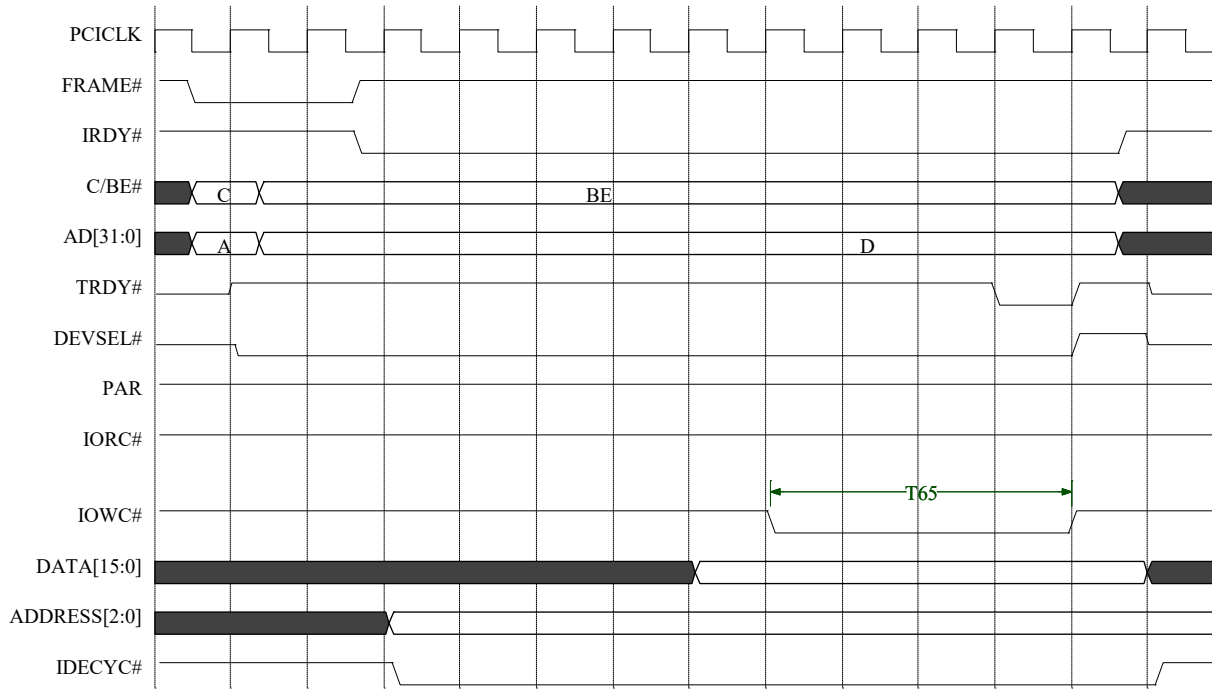 PCICLK
FRAME#
IRDY#
C/BE#
C
BE
AD[31:0]
A
D
TRDY#
DEVSEL#
PAR
IORC#
T65
IOWC#
DATA[15:0]
ADDRESS[2:0]
IDECYC#